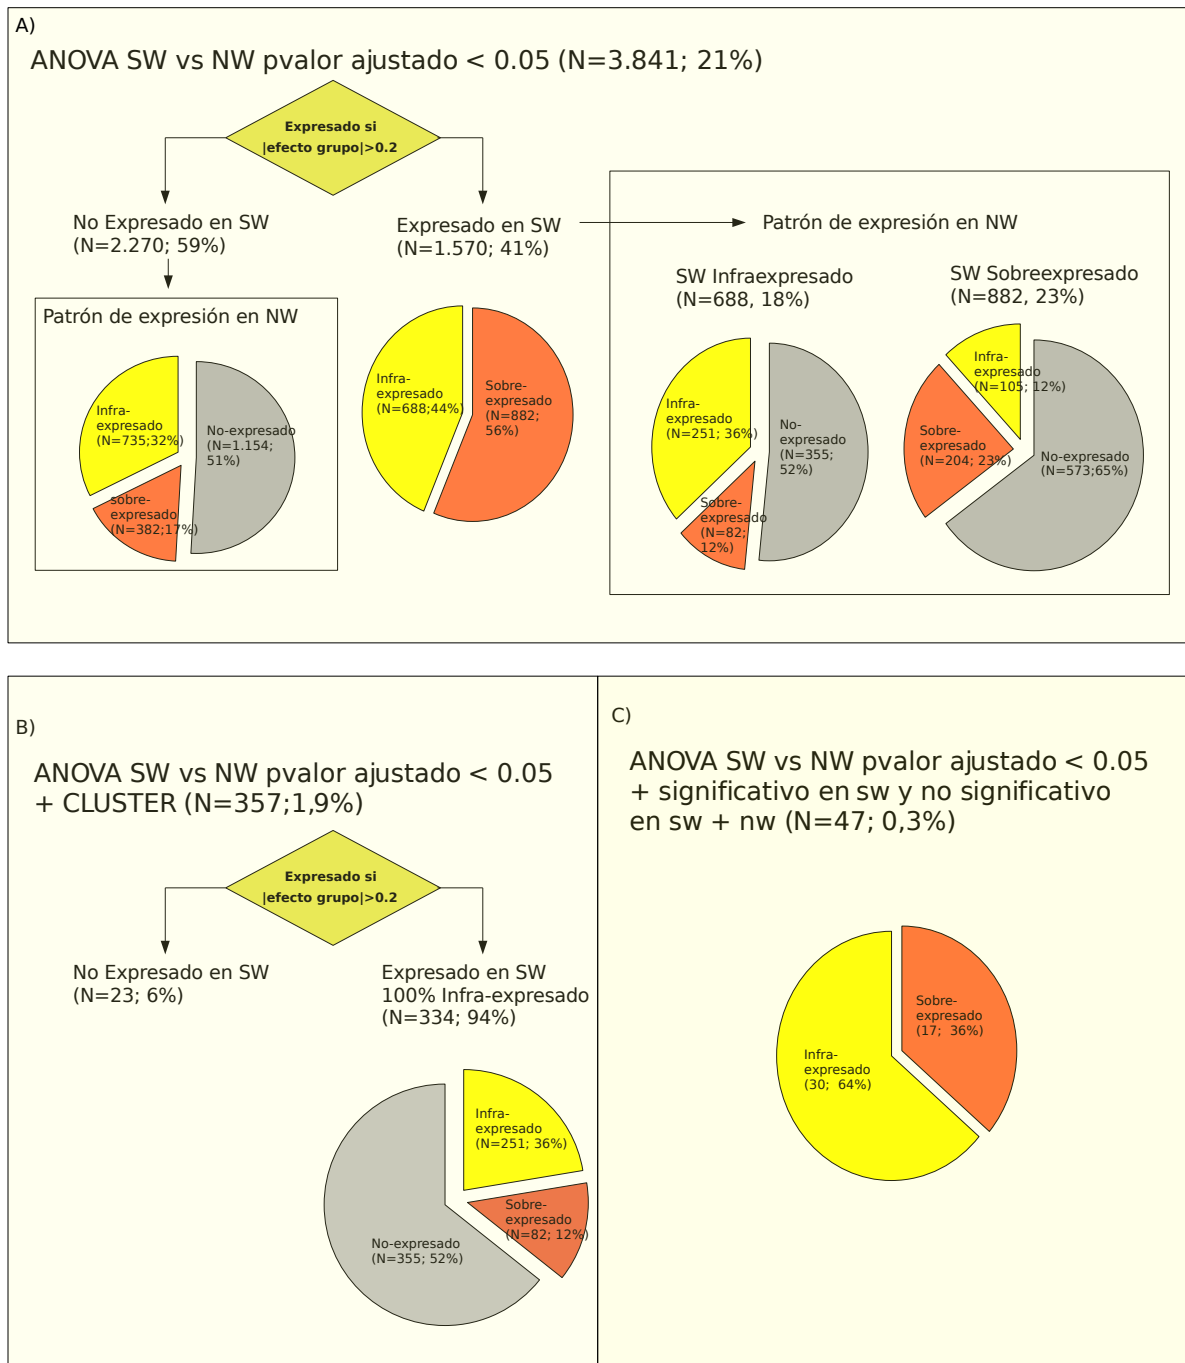 A)
ANOVA SW vs NW pvalor ajustado < 0.05 (N=3.841; 21%)
Expresado si
|efecto grupo|>0.2
No Expresado en SW
(N=2.270; 59%)
Expresado en SW
(N=1.570; 41%)
Patrón de expresión en NW
SW Infraexpresado
(N=688, 18%)
SW Sobreexpresado
(N=882, 23%)
Patrón de expresión en NW
Infra-
expresado
(N=735;32%)
No-expresado
(N=1.154;
51%)
sobre-
expresado
(N=382;17%)
Infra-
expresado
(N=688;44%)
Sobre-
expresado
(N=882;
56%)
Infra-
expresado
(N=251; 36%)
No-
expresado
(N=355;
52%)
Sobre-
expresado
(N=82;
12%)
Infra-
expresado
(N=105; 12%)
Sobre-
expresado
(N=204; 23%)
No-expresado
(N=573;65%)
B)
ANOVA SW vs NW pvalor ajustado < 0.05
+ CLUSTER (N=357;1,9%)
Expresado si
|efecto grupo|>0.2
No Expresado en SW
(N=23; 6%)
Expresado en SW
100% Infra-expresado
(N=334; 94%)
Infra-
expresado
(N=251; 36%)
Sobre-
expresado
(N=82; 12%)
No-expresado
(N=355; 52%)
C)
ANOVA SW vs NW pvalor ajustado < 0.05
+ significativo en sw y no significativo
en sw + nw (N=47; 0,3%)
Sobre-
expresado
(17;  36%)
Infra-
expresado
(30;  64%)